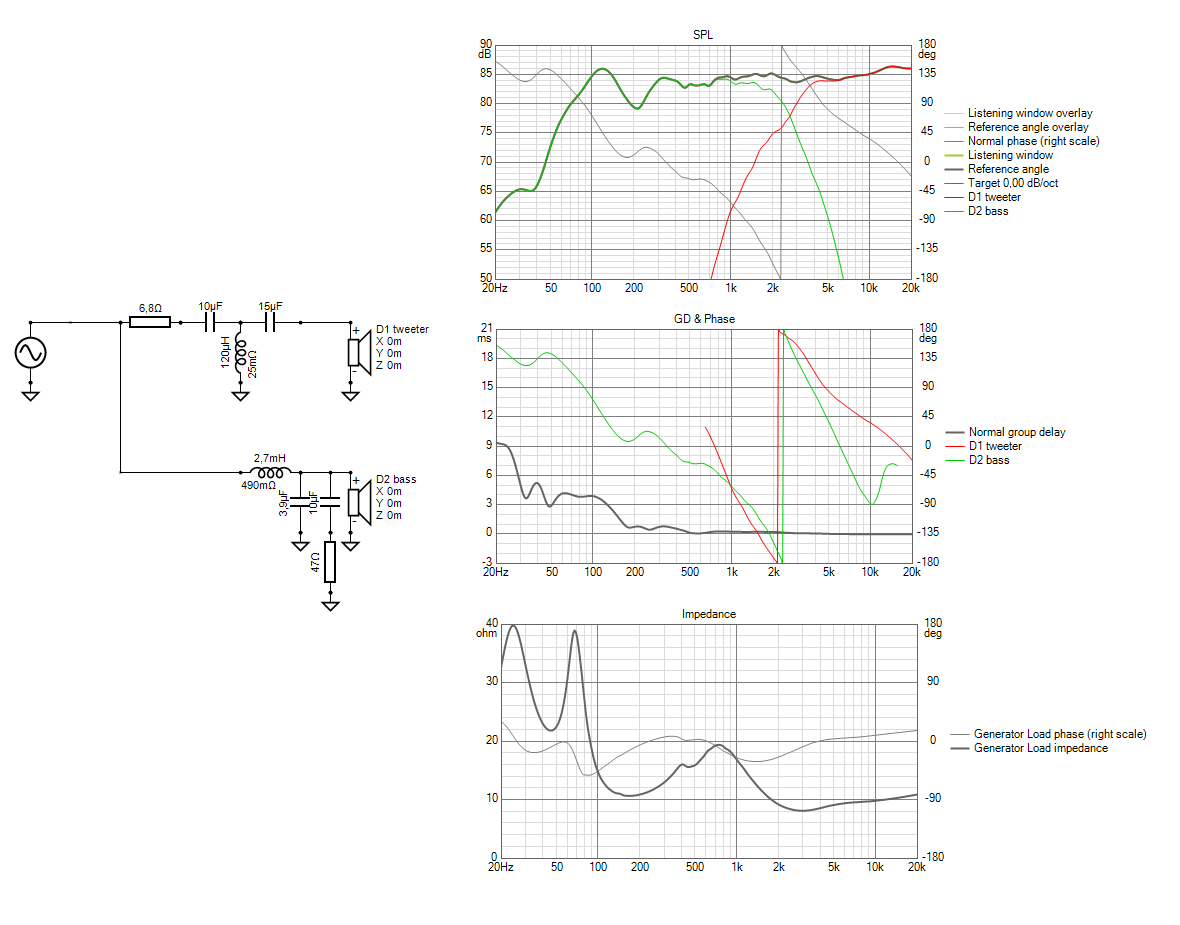 6,8Ω
10µF
15µF
120µH
25mΩ
+
D1 tweeter
X 0m
Y 0m
Z 0m
-
2,7mH
490mΩ
3,9µF
10µF
+
D2 bass
X 0m
Y 0m
Z 0m
-
47Ω
SPL
90
dB
85
80
75
70
65
60
55
50
180
deg
135
90
45
0
-45
-90
-135
-180
20Hz 50 100 200 500 1k 2k 5k 10k 20k
Listening window overlay
Reference angle overlay
Normal phase (right scale)
Listening window
Reference angle
Target 0,00 dB/oct
D1 tweeter
D2 bass
GD & Phase
21
ms
18
15
12
9
6
3
0
-3
180
deg
135
90
45
0
-45
-90
-135
-180
20Hz 50 100 200 500 1k 2k 5k 10k 20k
Normal group delay
D1 tweeter
D2 bass
Impedance
40
ohm
30
20
10
0
180
deg
90
0
-90
-180
20Hz 50 100 200 500 1k 2k 5k 10k 20k
Generator Load phase (right scale)
Generator Load impedance